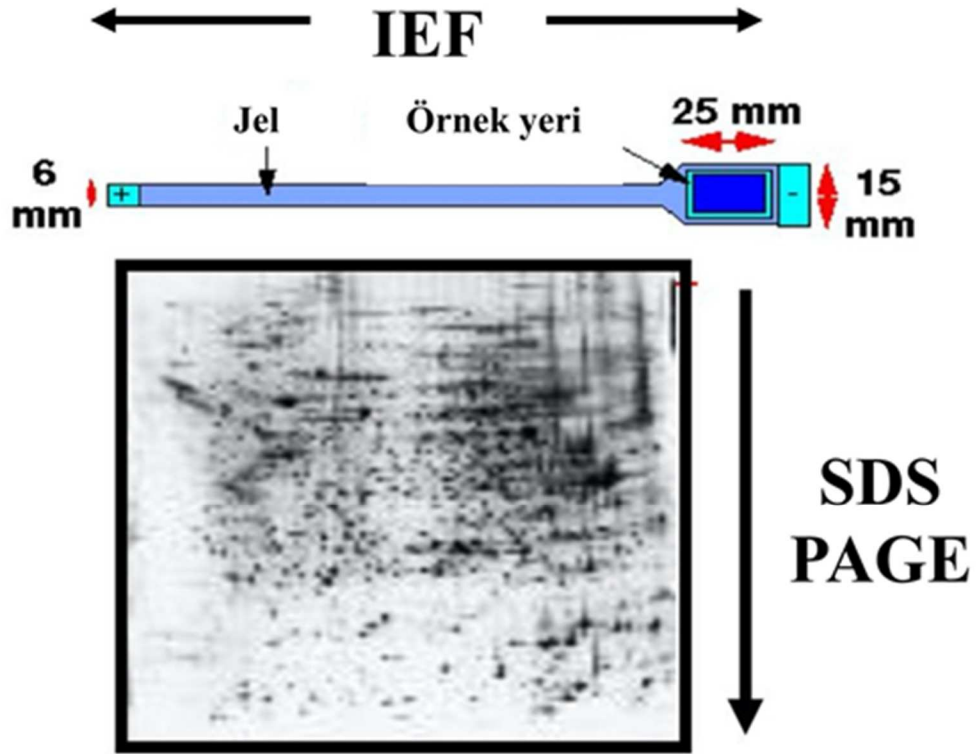 IEF
Jel
Örnek yeri
25 mm
6
mm
+
-
15
mm
SDS
PAGE